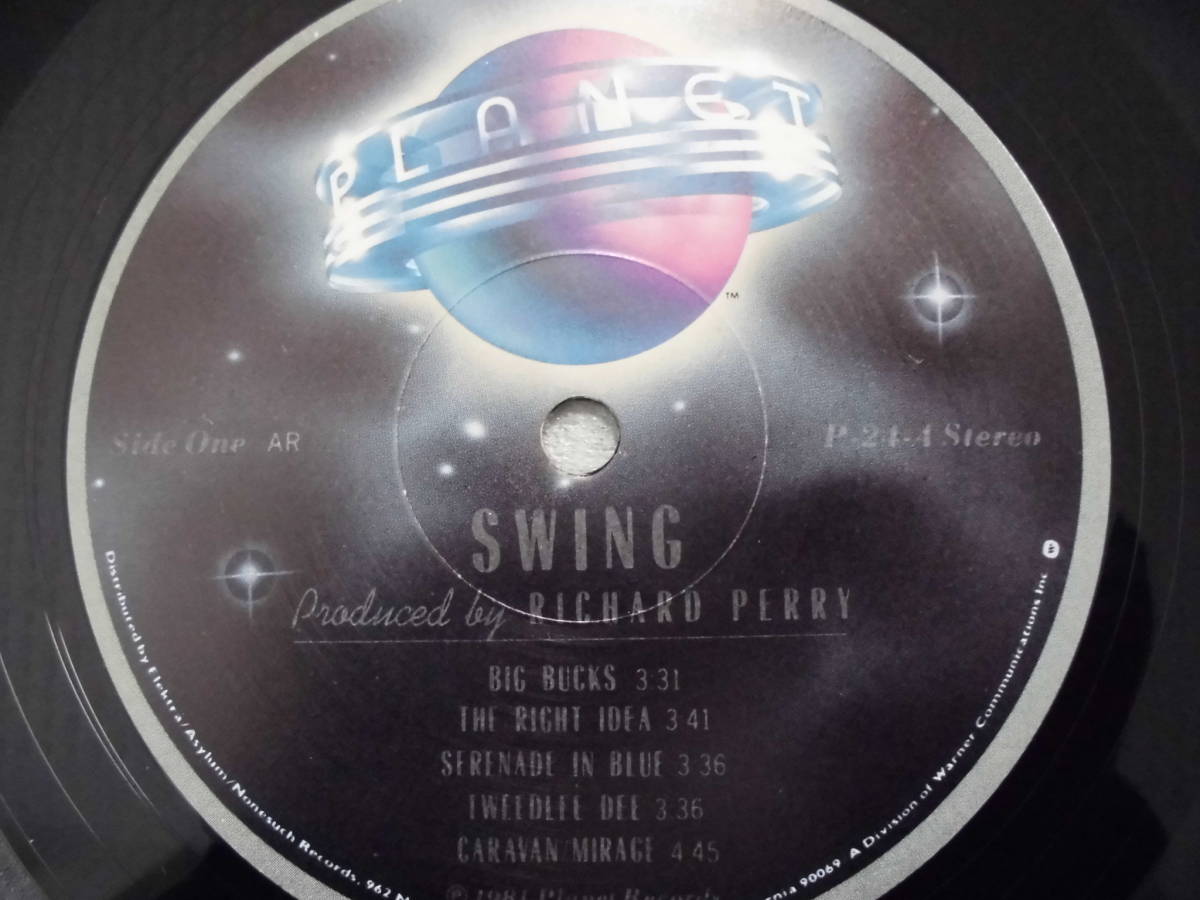 PLANET
TM
Side One AR
P-24-A Stereo
SWING
Produced by RICHARD PERRY
BIG BUCKS 3:31
THE RIGHT IDEA 3 41
SERENADE IN BLUE 3 36
TWEEDLEE DEE 3:36
CARAVAN/MIRAGE 4 45
℗ 1981 Planet Records
Distributed by Elektra/Asylum/Nonesuch Records, 962 90069 A Division of Warner Communications Inc W